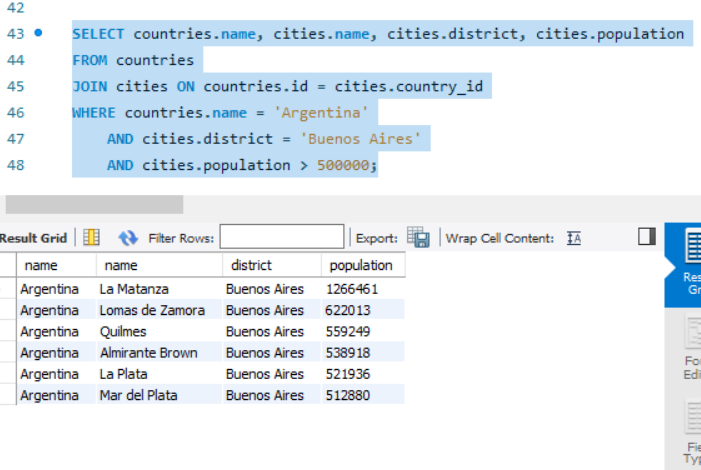 42
43 SELECT countries.name, cities.name, cities.district, cities.population
44 FROM countries
45 JOIN cities ON countries.id = cities.country_id
46 WHERE countries.name = 'Argentina'
47 AND cities.district = 'Buenos Aires'
48 AND cities.population > 500000;
Result Grid Filter Rows: Export: Wrap Cell Content: IA
name name district population
Argentina La Matanza Buenos Aires 1266461
Argentina Lomas de Zamora Buenos Aires 622013
Argentina Quilmes Buenos Aires 559249
Argentina Almirante Brown Buenos Aires 538918
Argentina La Plata Buenos Aires 521936
Argentina Mar del Plata Buenos Aires 512880